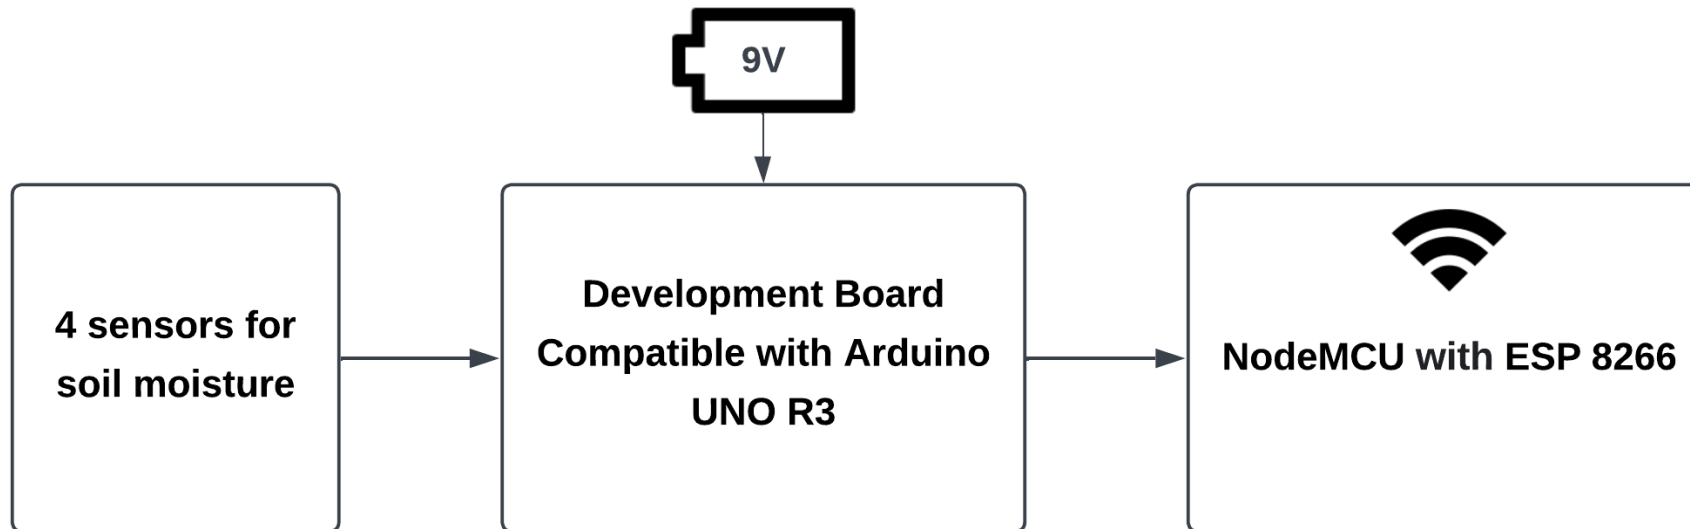 9V
4 sensors for
soil moisture
Development Board
Compatible with Arduino
UNO R3
NodeMCU with ESP 8266